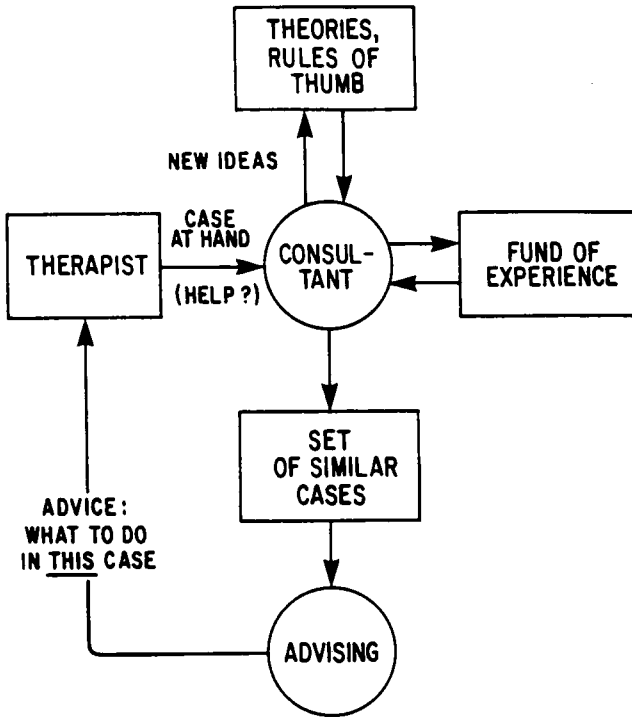 THEORIES,
RULES OF
THUMB
NEW IDEAS
CASE
AT HAND
THERAPIST
(HELP?)
CONSUL-
TANT
FUND OF
EXPERIENCE
SET
OF SIMILAR
CASES
ADVICE:
WHAT TO DO
IN THIS CASE
ADVISING